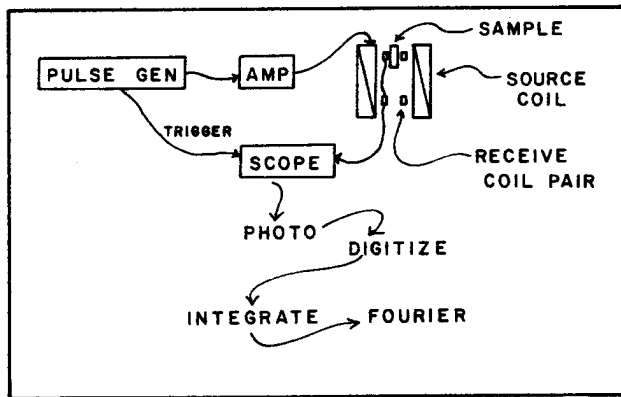 SAMPLE
PULSE GEN
AMP
SOURCE
COIL
TRIGGER
SCOPE
RECEIVE
COIL PAIR
PHOTO
DIGITIZE
INTEGRATE
FOURIER